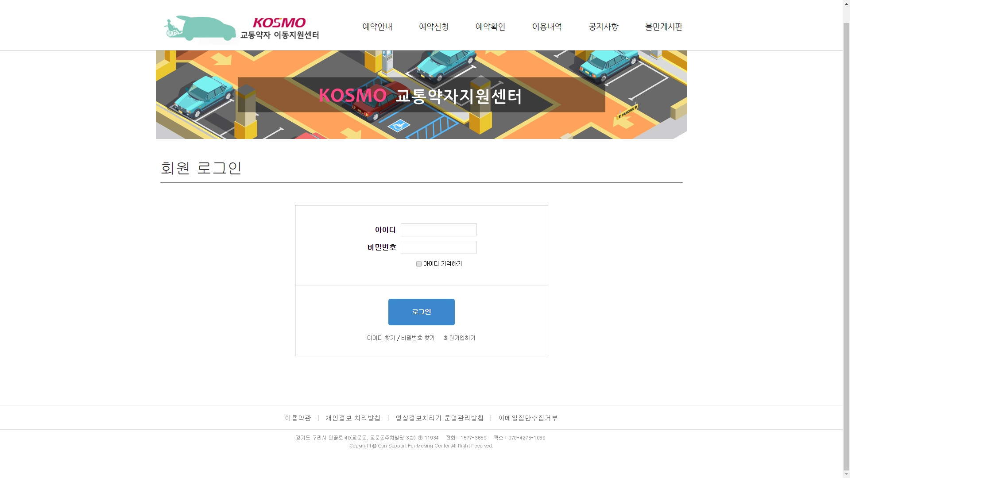 KOSMO
교통약자 이동지원센터
예약안내 예약신청 예약확인 이용내역 공지사항 불만게시판
KOSMO 교통약자지원센터
PARKING
회원 로그인
아이디
비밀번호
아이디 기억하기
로그인
아이디 찾기 / 비밀번호 찾기 회원가입하기
이용약관 | 개인정보 처리방침 | 영상정보처리기 운영관리방침 | 이메일집단수집거부
경기도 구리시 안골로 40(교문동, 교문동주차빌딩 3층) ㉾ 11934 전화 : 1577-3659 팩스 : 070-4275-1080
Copyright © Guri Support For Moving Center All Right Reserved.